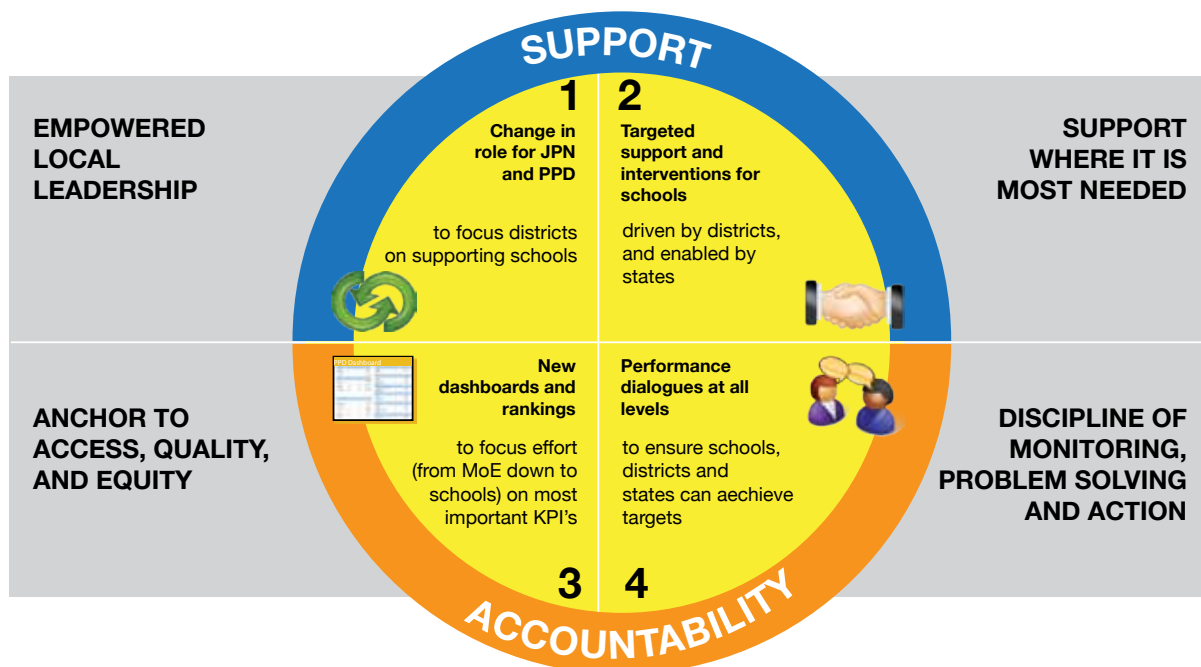 SUPPORT
EMPOWERED
LOCAL
LEADERSHIP
1
Change in
role for JPN
and PPD
to focus districts
on supporting schools
2
Targeted
support and
interventions for
schools
driven by districts,
and enabled by
states
SUPPORT
WHERE IT IS
MOST NEEDED
ANCHOR TO
ACCESS, QUALITY,
AND EQUITY
PPD Dashboard
New
dashboards and
rankings
to focus effort
(from MoE down to
schools) on most
important KPI's
3
Performance
dialogues at all
levels
to ensure schools,
districts and
states can aechieve
targets
4
DISCIPLINE OF
MONITORING,
PROBLEM SOLVING
AND ACTION
ACCOUNTABILITY